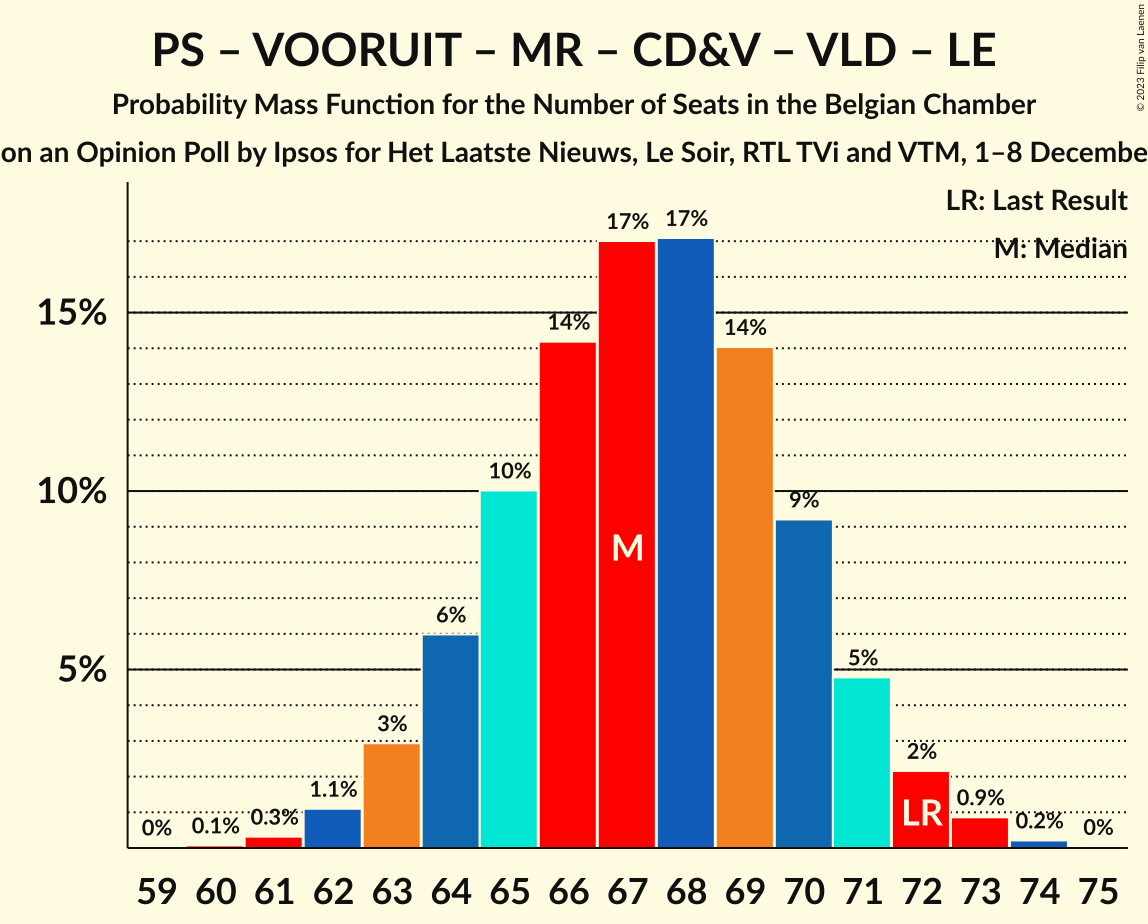 PS – VOORUIT – MR – CD&V – VLD – LE
Probability Mass Function for the Number of Seats in the Belgian Chamber
on an Opinion Poll by Ipsos for Het Laatste Nieuws, Le Soir, RTL TVi and VTM, 1–8 Decembe
© 2023 Filip van Laenen
LR: Last Result
M: Median
17% 17%
15%
14% 14%
10%
10%
9%
M
6%
5%
5%
3%
2%
1.1%
LR
0.9%
0% 0.1% 0.3% 0.2% 0%
59 60 61 62 63 64 65 66 67 68 69 70 71 72 73 74 75